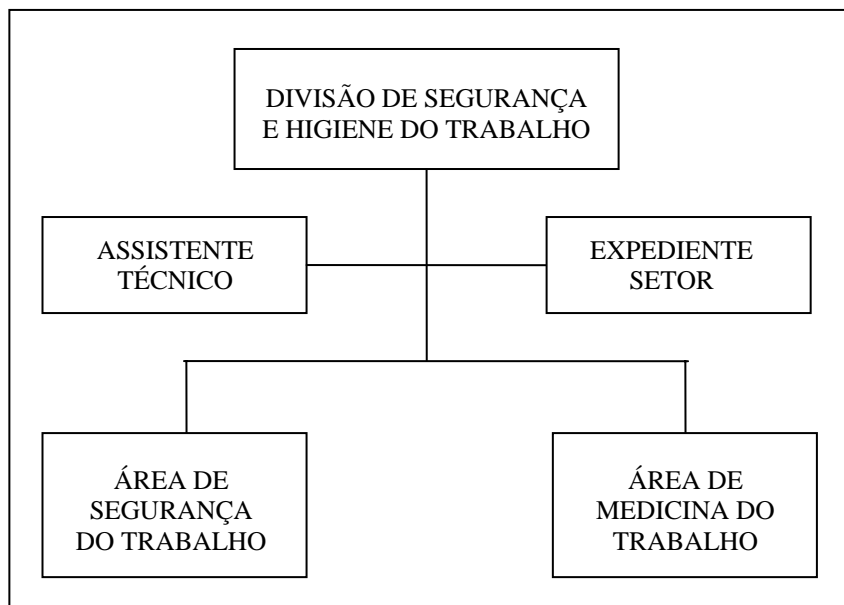 DIVISÃO DE SEGURANÇA
E HIGIENE DO TRABALHO
ASSISTENTE
TÉCNICO
EXPEDIENTE
SETOR
ÁREA DE
SEGURANÇA
DO TRABALHO
ÁREA DE
MEDICINA DO
TRABALHO